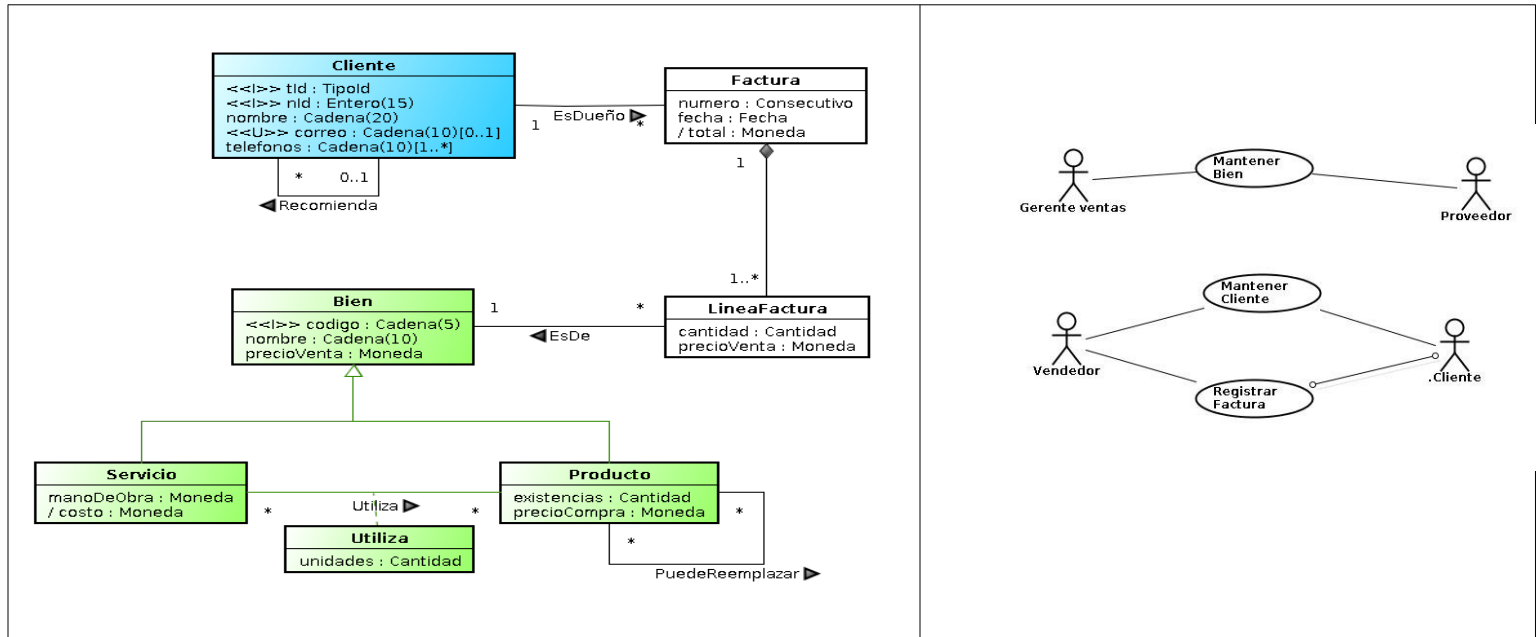 Cliente
<<I>> tId : TipoId
<<I>> nId : Entero(15)
nombre : Cadena(20)
<<U>> correo : Cadena(10)[0..1]
telefonos : Cadena(10)[1..*]
* 0..1
Recomienda
1
EsDueño
*
Factura
numero : Consecutivo
fecha : Fecha
/ total : Moneda
1
1..*
Bien
<<I>> codigo : Cadena(5)
nombre : Cadena(10)
precioVenta : Moneda
1
*
EsDe
LineaFactura
cantidad : Cantidad
precioVenta : Moneda
Servicio
manoDeObra : Moneda
/ costo : Moneda
*
Utiliza
*
Utiliza
unidades : Cantidad
Producto
existencias : Cantidad
precioCompra : Moneda
*
*
PuedeReemplazar
Mantener
Bien
Gerente ventas
Proveedor
Mantener
Cliente
Vendedor
.Cliente
Registrar
Factura